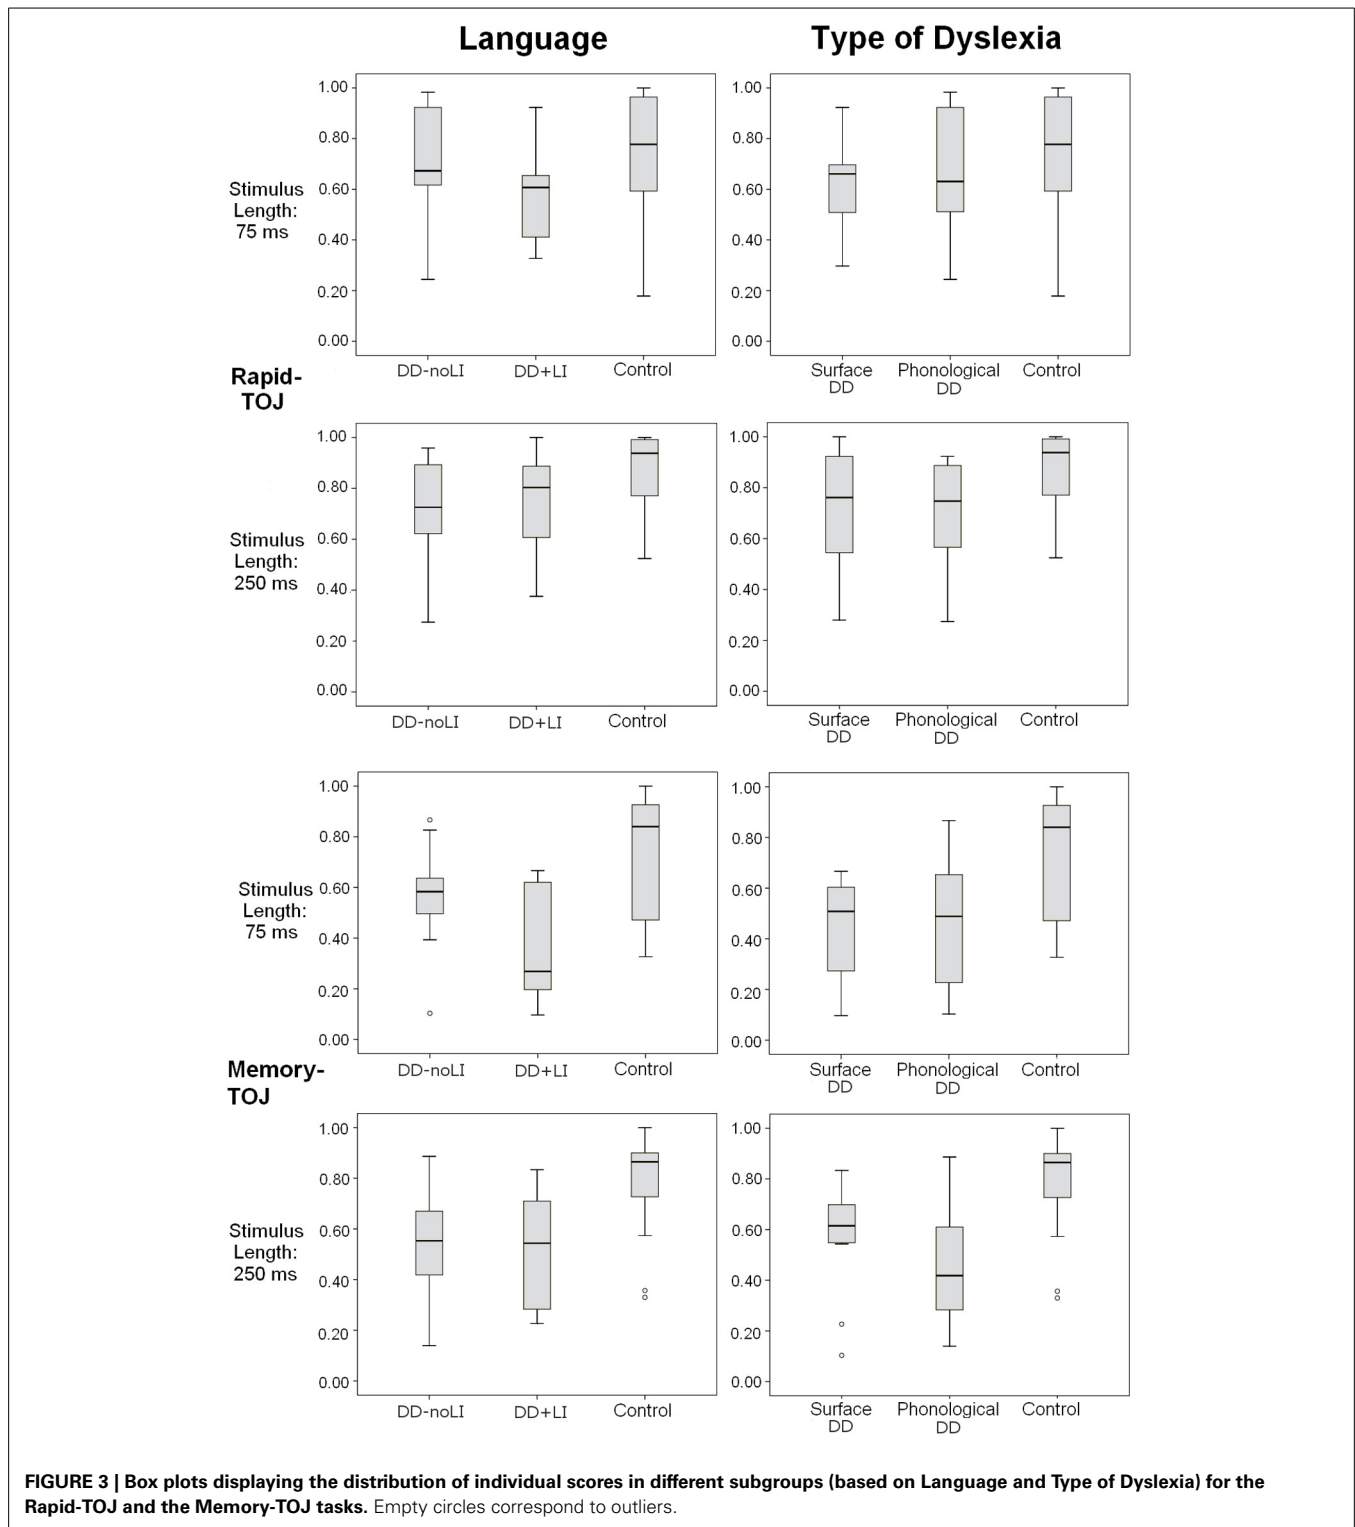 Language
Type of Dyslexia
Stimulus
Length:
75 ms
1.00
0.80
0.60
0.40
0.20
0.00
DD-noLI
DD+LI
Control
1.00
0.80
0.60
0.40
0.20
0.00
Surface
DD
Phonological
DD
Control
Rapid-
TOJ
Stimulus
Length:
250 ms
1.00
0.80
0.60
0.40
0.20
0.00
DD-noLI
DD+LI
Control
1.00
0.80
0.60
0.40
0.20
0.00
Surface
DD
Phonological
DD
Control
Stimulus
Length:
75 ms
1.00
0.80
0.60
0.40
0.20
0.00
DD-noLI
DD+LI
Control
1.00
0.80
0.60
0.40
0.20
0.00
Surface
DD
Phonological
DD
Control
Memory-
TOJ
Stimulus
Length:
250 ms
1.00
0.80
0.60
0.40
0.20
0.00
DD-noLI
DD+LI
Control
1.00
0.80
0.60
0.40
0.20
0.00
Surface
DD
Phonological
DD
Control
FIGURE 3 | Box plots displaying the distribution of individual scores in different subgroups (based on Language and Type of Dyslexia) for the
Rapid-TOJ and the Memory-TOJ tasks. Empty circles correspond to outliers.